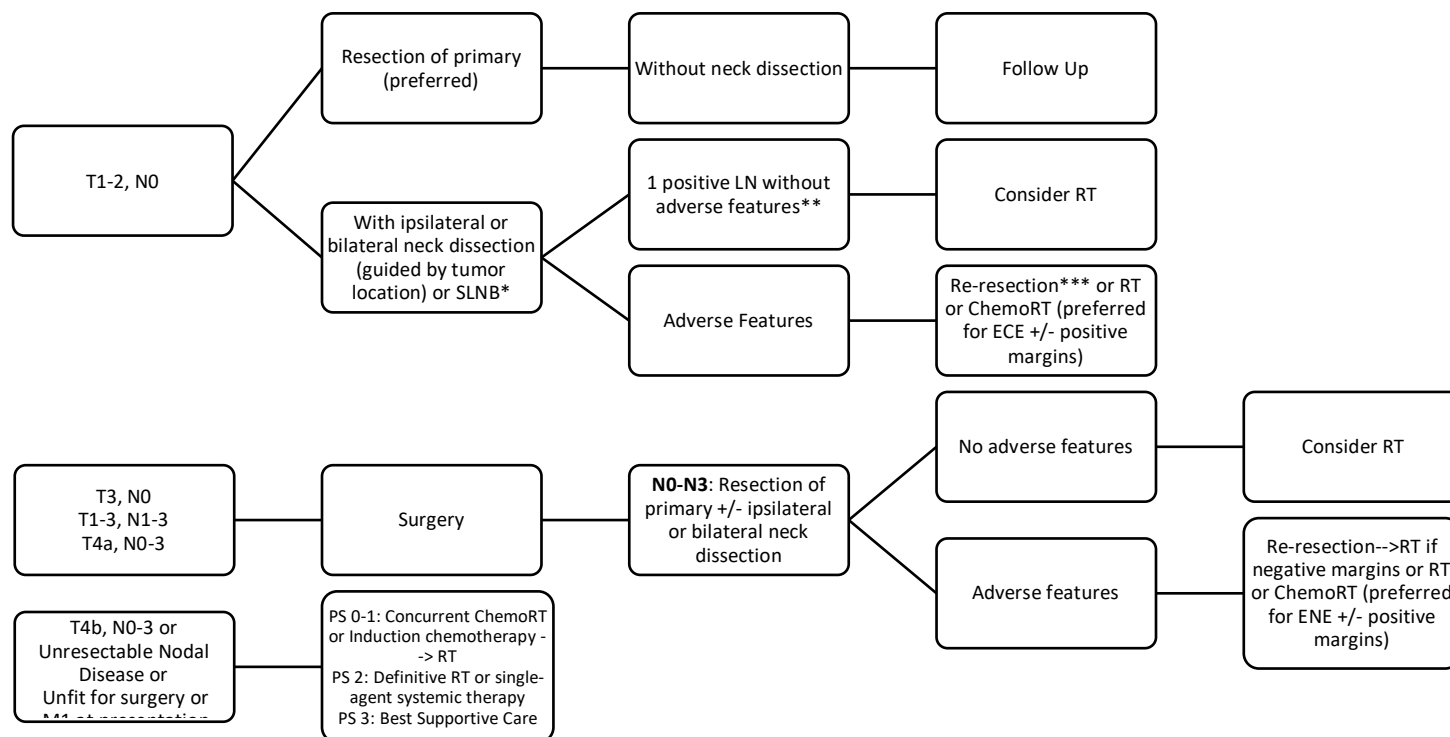 Resection of primary
(preferred)
Without neck dissection
Follow Up
T1-2, N0
With ipsilateral or
bilateral neck dissection
(guided by tumor
location) or SLNB*
1 positive LN without
adverse features**
Consider RT
Adverse Features
Re-resection*** or RT
or ChemoRT (preferred
for ECE +/- positive
margins)
T3, N0
T1-3, N1-3
T4a, N0-3
Surgery
N0-N3: Resection of
primary +/- ipsilateral
or bilateral neck
dissection
No adverse features
Consider RT
Adverse features
Re-resection-->RT if
negative margins or RT
or ChemoRT (preferred
for ENE +/- positive
margins)
T4b, N0-3 or
Unresectable Nodal
Disease or
Unfit for surgery or
M1 at presentation
PS 0-1: Concurrent ChemoRT
or Induction chemotherapy -
-> RT
PS 2: Definitive RT or single-
agent systemic therapy
PS 3: Best Supportive Care